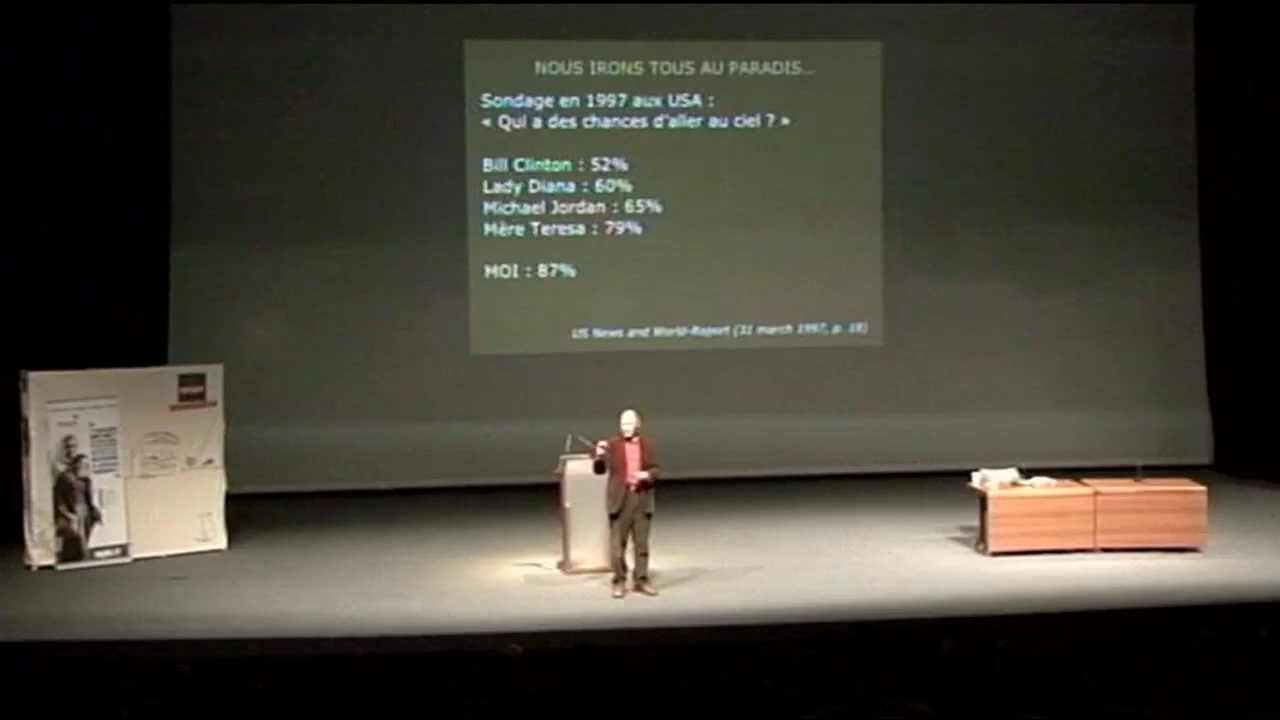 NOUS IRONS TOUS AU PARADIS...
Sondage en 1997 aux USA :
« Qui a des chances d'aller au ciel ? »
Bill Clinton : 52%
Lady Diana : 60%
Michael Jordan : 65%
Mère Teresa : 79%
MOI : 87%
US News and World-Report (31 march 1997, p. 18)